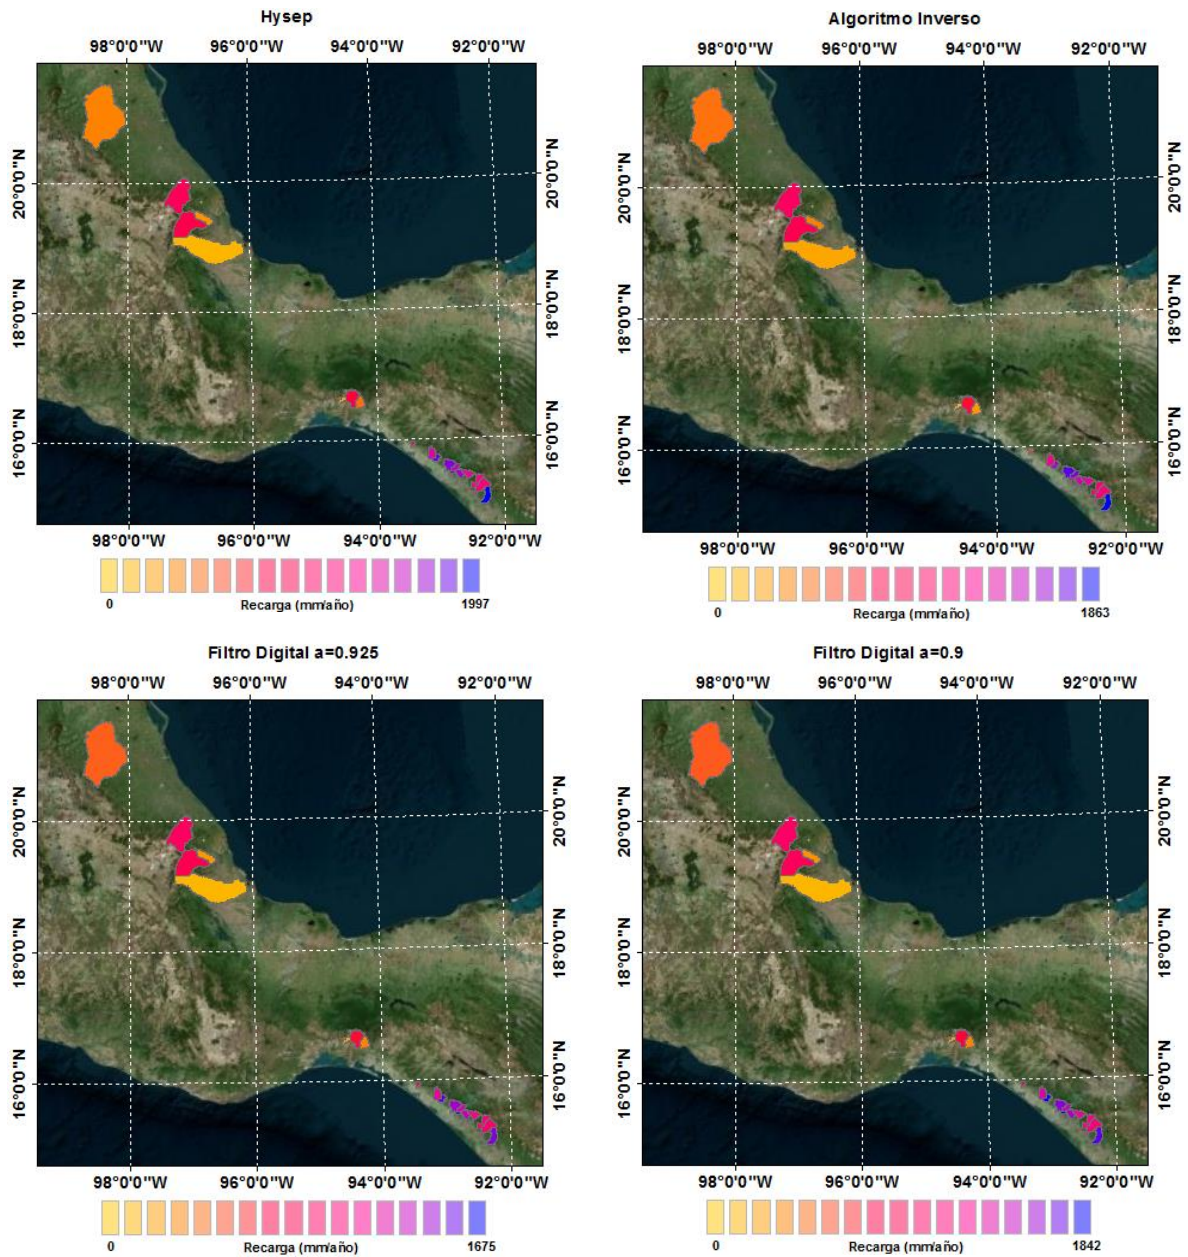 Hysep
98°0'0"W 96°0'0"W 94°0'0"W 92°0'0"W
20°0'0"N 20°0'0"N
18°0'0"N 18°0'0"N
16°0'0"N 16°0'0"N
98°0'0"W 96°0'0"W 94°0'0"W 92°0'0"W
0 Recarga (mm/año) 1997
Algoritmo Inverso
98°0'0"W 96°0'0"W 94°0'0"W 92°0'0"W
20°0'0"N 20°0'0"N
18°0'0"N 18°0'0"N
16°0'0"N 16°0'0"N
98°0'0"W 96°0'0"W 94°0'0"W 92°0'0"W
0 Recarga (mm/año) 1863
Filtro Digital a=0.925
98°0'0"W 96°0'0"W 94°0'0"W 92°0'0"W
20°0'0"N 20°0'0"N
18°0'0"N 18°0'0"N
16°0'0"N 16°0'0"N
98°0'0"W 96°0'0"W 94°0'0"W 92°0'0"W
0 Recarga (mm/año) 1675
Filtro Digital a=0.9
98°0'0"W 96°0'0"W 94°0'0"W 92°0'0"W
20°0'0"N 20°0'0"N
18°0'0"N 18°0'0"N
16°0'0"N 16°0'0"N
98°0'0"W 96°0'0"W 94°0'0"W 92°0'0"W
0 Recarga (mm/año) 1842